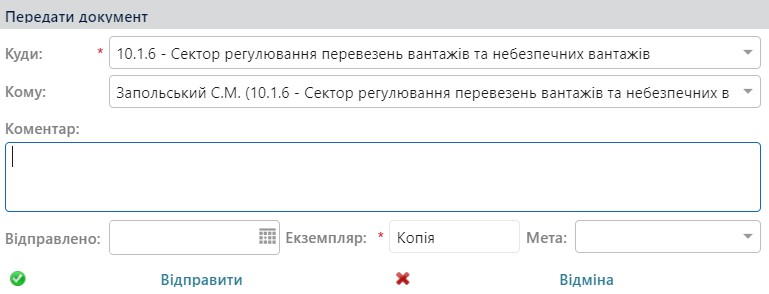 Передати документ
Куди: * 10.1.6 - Сектор регулювання перевезень вантажів та небезпечних вантажів
Кому: Запольський С.М. (10.1.6 - Сектор регулювання перевезень вантажів та небезпечних в
Коментар:
Відправлено: Екземпляр: * Копія Мета:
Відправити Відміна